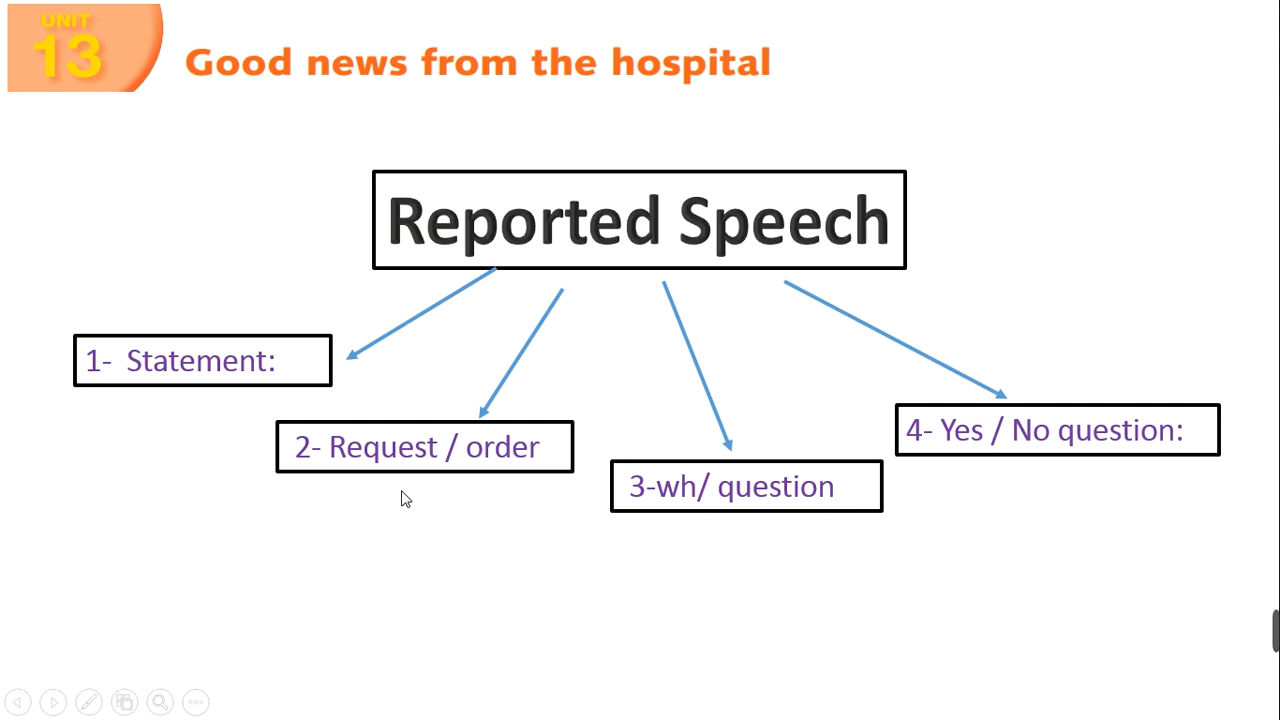 UNIT
13
Good news from the hospital
Reported Speech
1- Statement:
2- Request / order
3-wh/ question
4- Yes / No question: